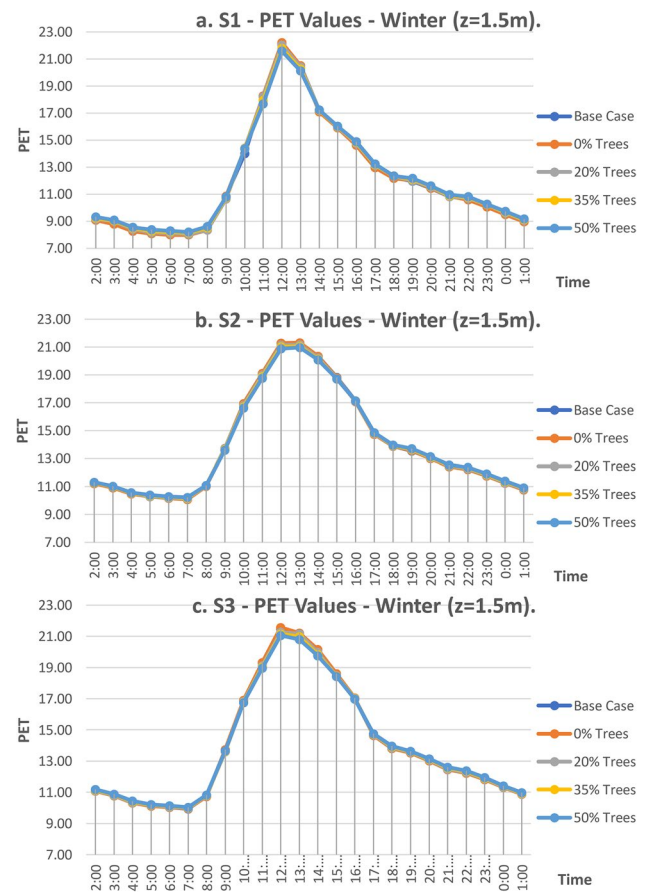 a. S1 - PET Values - Winter (z=1.5m).
23.00
21.00
19.00
17.00
15.00
13.00
11.00
9.00
7.00
PET
2:00 3:00 4:00 5:00 6:00 7:00 8:00 9:00 10:00 11:00 12:00 13:00 14:00 15:00 16:00 17:00 18:00 19:00 20:00 21:00 22:00 23:00 0:00 1:00
Time
Base Case
0% Trees
20% Trees
35% Trees
50% Trees
b. S2 - PET Values - Winter (z=1.5m).
23.00
21.00
19.00
17.00
15.00
13.00
11.00
9.00
7.00
PET
2:00 3:00 4:00 5:00 6:00 7:00 8:00 9:00 10:00 11:00 12:00 13:00 14:00 15:00 16:00 17:00 18:00 19:00 20:00 21:00 22:00 23:00 0:00 1:00
Time
Base Case
0% Trees
20% Trees
35% Trees
50% Trees
c. S3 - PET Values - Winter (z=1.5m).
23.00
21.00
19.00
17.00
15.00
13.00
11.00
9.00
7.00
PET
2:00 3:00 4:00 5:00 6:00 7:00 8:00 9:00 10:… 11:… 12:… 13:… 14:… 15:… 16:… 17:… 18:… 19:… 20:… 21:… 22:… 23:… 0:00 1:00
Time
Base Case
0% Trees
20% Trees
35% Trees
50% Trees